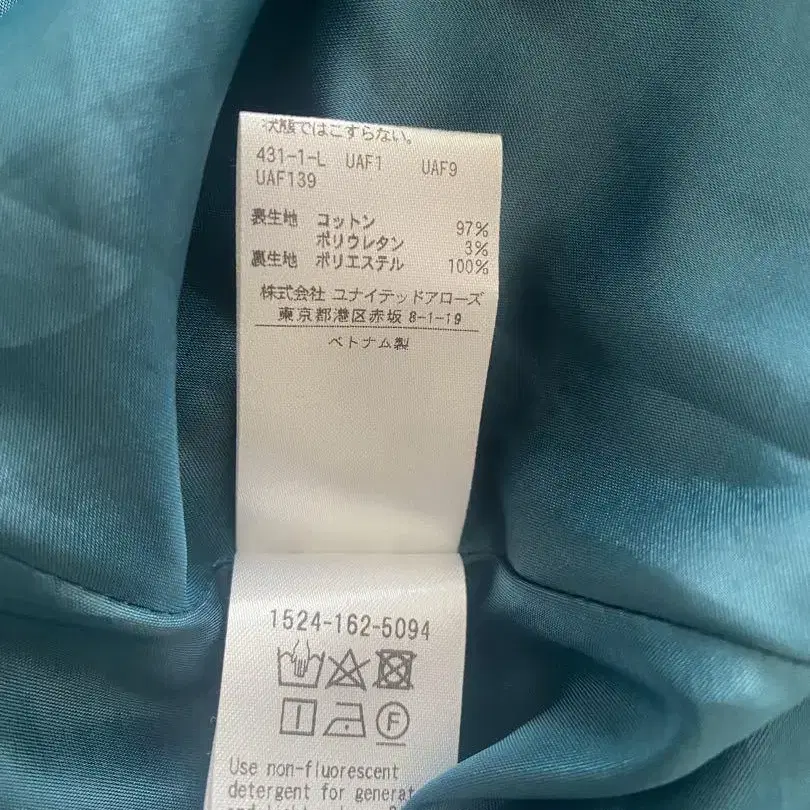 状態ではこすらない。
431-1-L UAF1 UAF9
UAF139
表生地 コットン 97%
ポリウレタン 3%
裏生地 ポリエステル 100%
株式会社 ユナイテッドアローズ
東京都港区赤坂 8-1-19
ベトナム製
1524-162-5094
F
Use non-fluorescent
detergent for generat